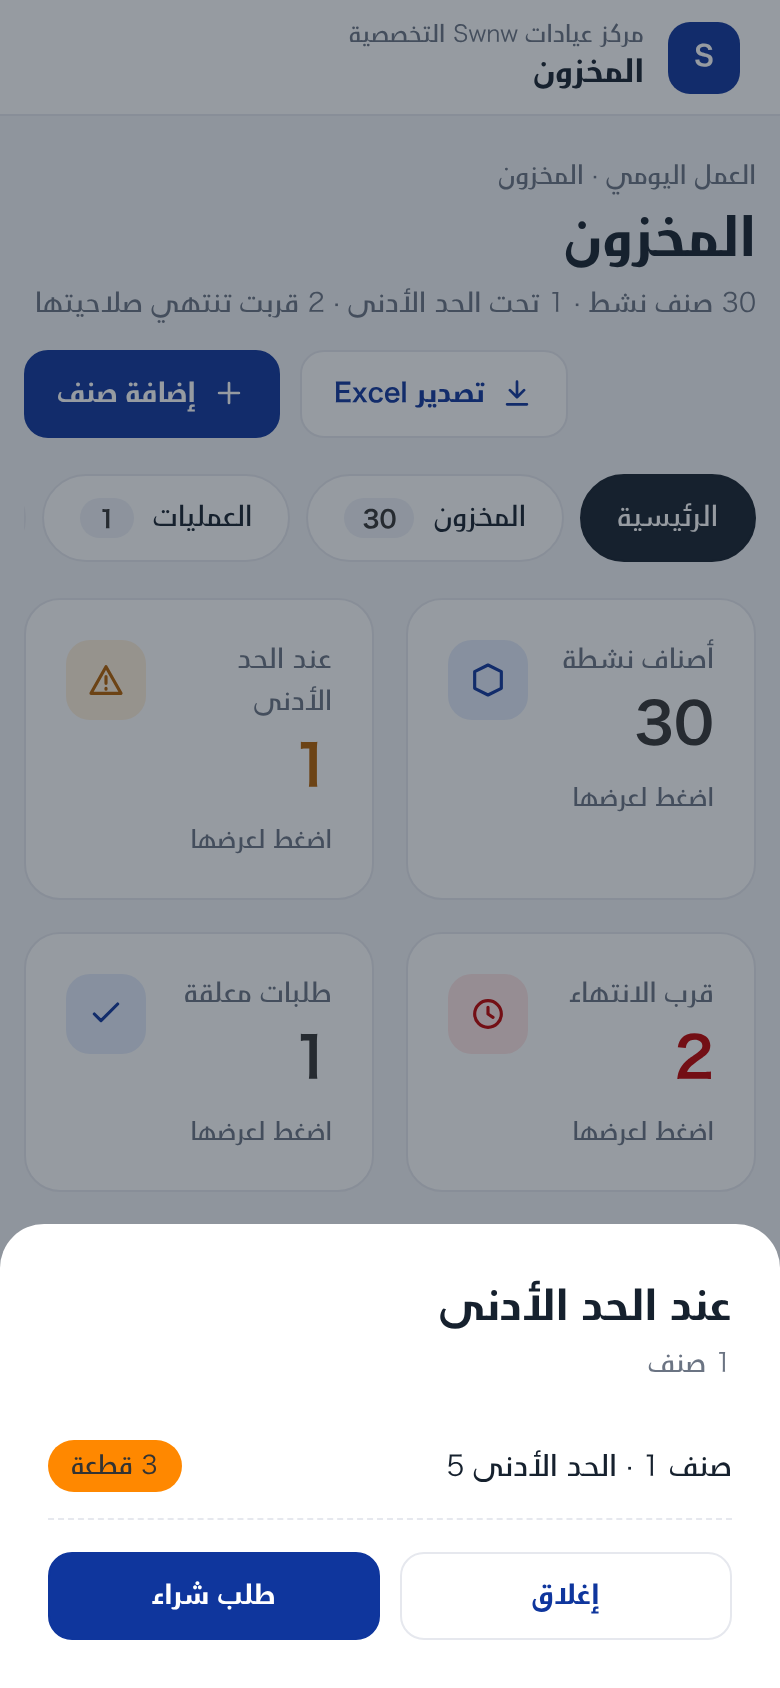 S
مركز عيادات Swnw التخصصية
المخزون
العمل اليومي · المخزون
المخزون
30 صنف نشط · 1 تحت الحد الأدنى · 2 قربت تنتهي صلاحيتها
تصدير Excel
إضافة صنف
الرئيسية
المخزون 30
العمليات 1
أصناف نشطة
30
اضغط لعرضها
عند الحد
الأدنى
1
اضغط لعرضها
قرب الانتهاء
2
اضغط لعرضها
طلبات معلقة
1
اضغط لعرضها
عند الحد الأدنى
1 صنف
صنف 1 · الحد الأدنى 5
3 قطعة
إغلاق
طلب شراء